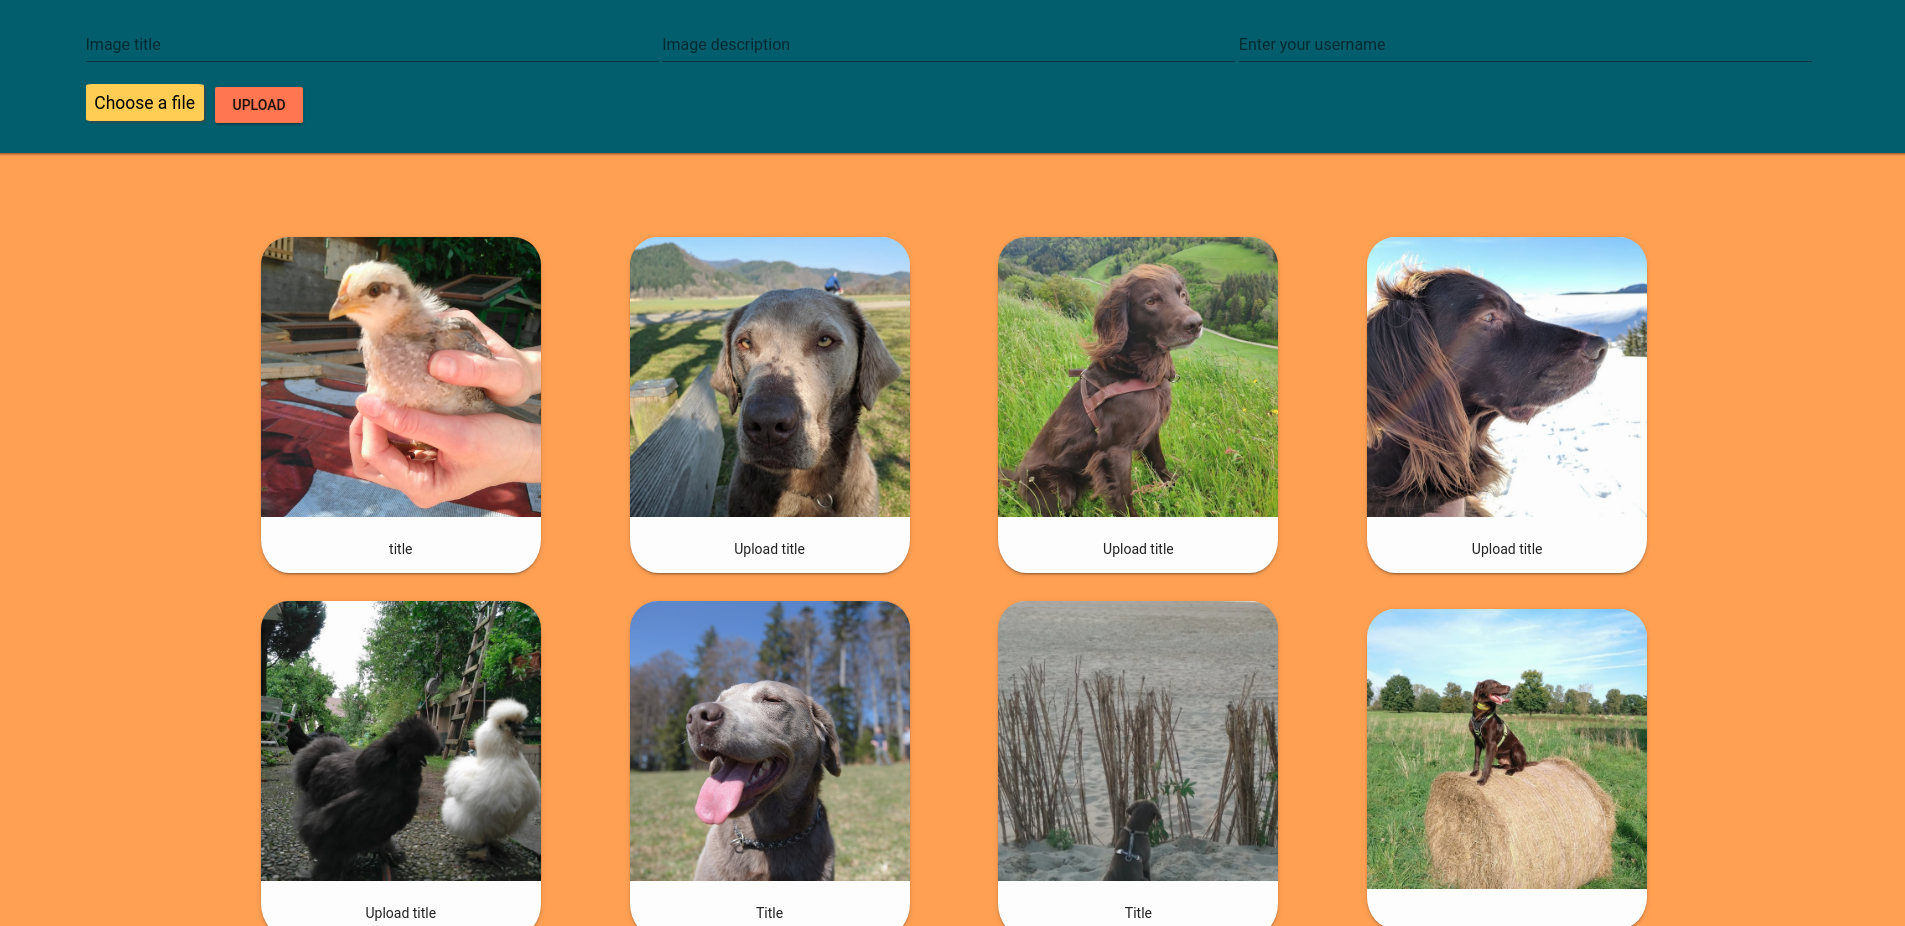 Image title
Image description
Enter your username
Choose a file
UPLOAD
title
Upload title
Upload title
Upload title
Upload title
Title
Title